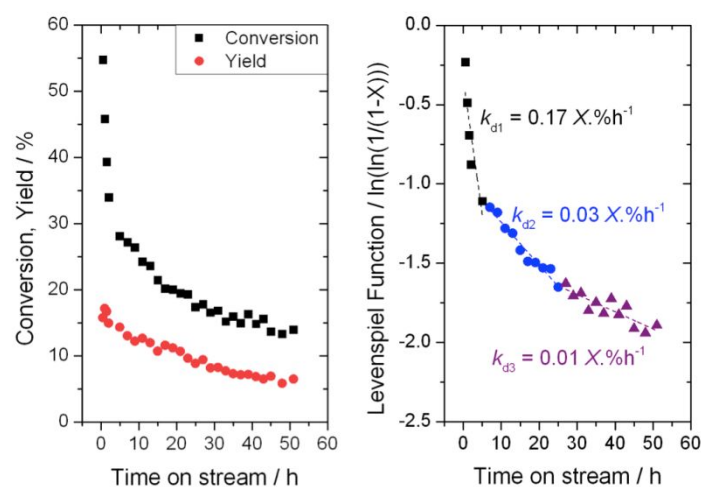 60
50
40
30
20
10
0
Conversion, Yield / %
Conversion
Yield
0 10 20 30 40 50 60
Time on stream / h
0.0
-0.5
-1.0
-1.5
-2.0
-2.5
Levenspiel Function / ln(ln(1/(1-X)))
kd1 = 0.17 X.%h-1
kd2 = 0.03 X.%h-1
kd3 = 0.01 X.%h-1
0 10 20 30 40 50 60
Time on stream / h